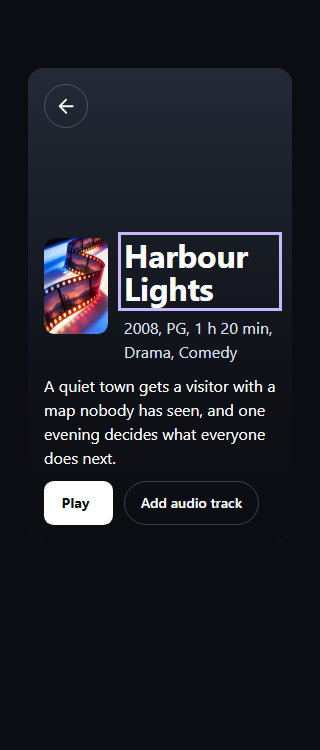 Harbour
Lights
2008, PG, 1 h 20 min,
Drama, Comedy
A quiet town gets a visitor with a
map nobody has seen, and one
evening decides what everyone
does next.
Play
Add audio track